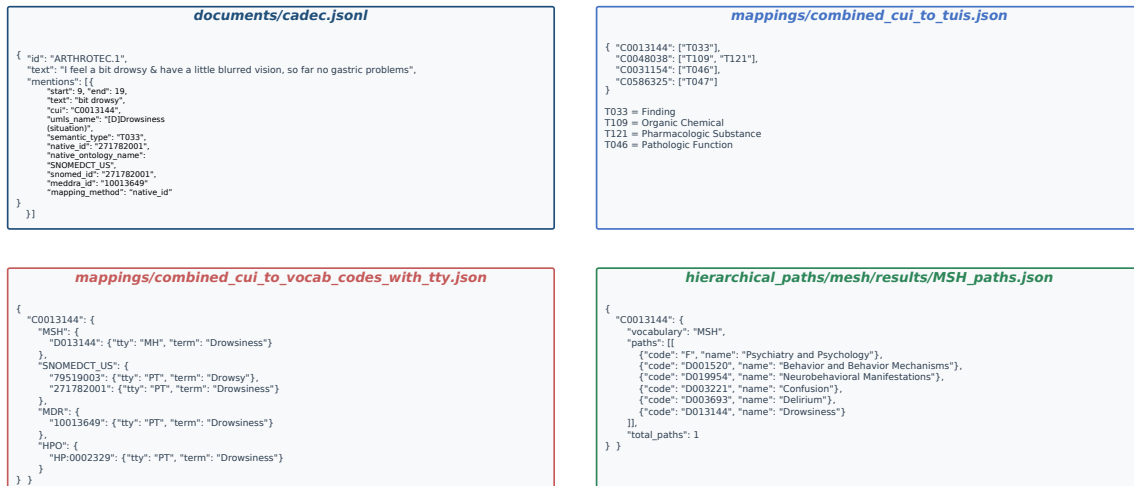 documents/cadec.jsonl
{ "id": "ARTHROTEC.1",
"text": "I feel a bit drowsy & have a little blurred vision, so far no gastric problems",
"mentions": [{
"start": 9, "end": 19,
"text": "bit drowsy",
"cui": "C0013144",
"umls_name": "[D]Drowsiness
(situation)",
"semantic_type": "T033",
"native_id": "271782001",
"native_ontology_name":
"SNOMEDCT_US",
"snomed_id": "271782001",
"meddra_id": "10013649"
"mapping_method": "native_id"
}
}]
mappings/combined_cui_to_tuis.json
{ "C0013144": ["T033"],
"C0048038": ["T109", "T121"],
"C0031154": ["T046"],
"C0586325": ["T047"]
}
T033 = Finding
T109 = Organic Chemical
T121 = Pharmacologic Substance
T046 = Pathologic Function
mappings/combined_cui_to_vocab_codes_with_tty.json
{
"C0013144": {
"MSH": {
"D013144": {"tty": "MH", "term": "Drowsiness"}
},
"SNOMEDCT_US": {
"79519003": {"tty": "PT", "term": "Drowsy"},
"271782001": {"tty": "PT", "term": "Drowsiness"}
},
"MDR": {
"10013649": {"tty": "PT", "term": "Drowsiness"}
},
"HPO": {
"HP:0002329": {"tty": "PT", "term": "Drowsiness"}
}
} }
hierarchical_paths/mesh/results/MSH_paths.json
{
"C0013144": {
"vocabulary": "MSH",
"paths": [[
{"code": "F", "name": "Psychiatry and Psychology"},
{"code": "D001520", "name": "Behavior and Behavior Mechanisms"},
{"code": "D019954", "name": "Neurobehavioral Manifestations"},
{"code": "D003221", "name": "Confusion"},
{"code": "D003693", "name": "Delirium"},
{"code": "D013144", "name": "Drowsiness"}
]],
"total_paths": 1
} }